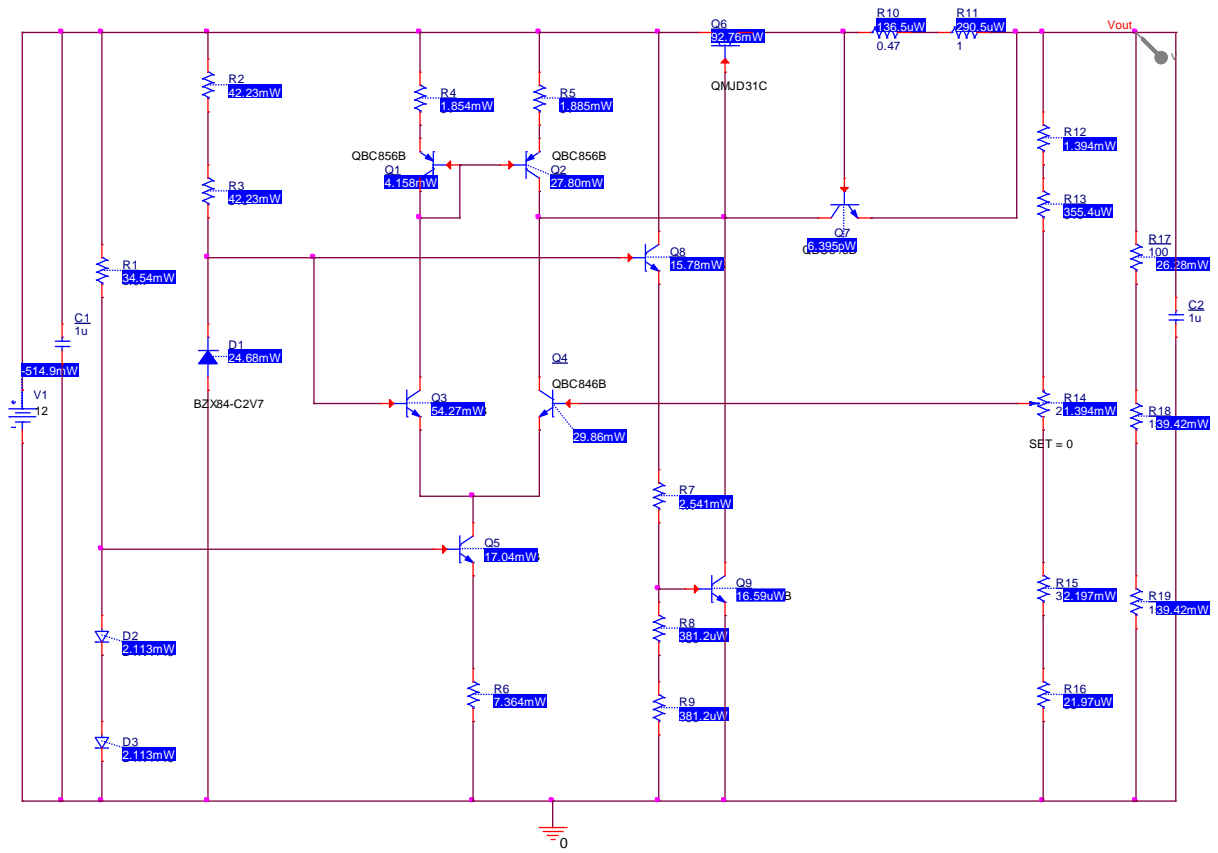 Q6
92.76mW
QMJD31C
R10
136.5uW
0.47
R11
290.5uW
1
Vout
R2
42.23mW
R4
1.854mW
R5
1.885mW
R12
1.394mW
QBC856B
Q1
4.158mW
QBC856B
Q2
27.80mW
R3
42.23mW
R13
355.4uW
Q7
6.395pW
R17
100
26.28mW
R1
34.54mW
Q8
15.78mW
C1
1u
C2
1u
-514.9mW
V1
12
D1
24.68mW
BZX84-C2V7
Q4
QBC846B
Q3
54.27mW
29.86mW
R14
1.394mW
SET = 0
R18
139.42mW
R7
2.541mW
Q5
17.04mW
Q9
16.59uW
R15
2.197mW
R19
139.42mW
D2
2.113mW
R8
381.2uW
R6
7.364mW
R9
381.2uW
R16
21.97uW
D3
2.113mW
0